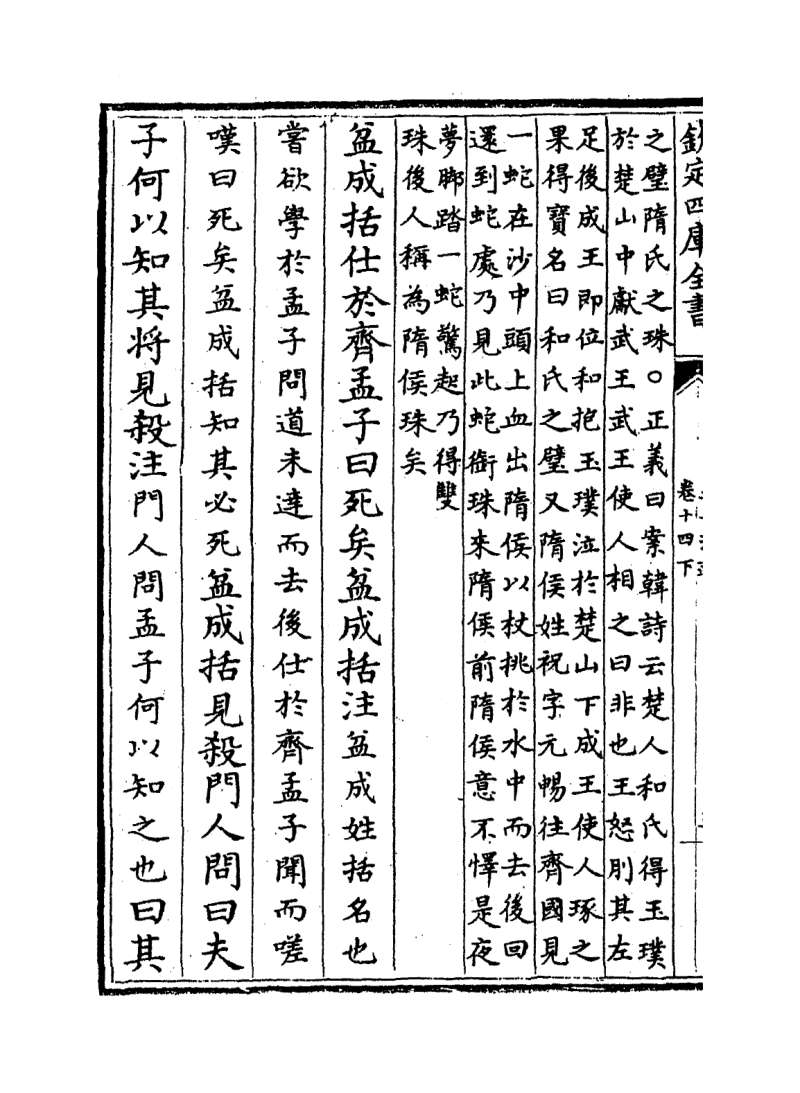 欽定四庫全書
卷十四下
之璧隋氏之珠○正義曰案韓詩云楚人和氏得玉璞
於楚山中獻武王武王使人相之曰非也王怒刖其左
足後成王即位和抱玉璞泣於楚山下成王使人琢之
果得寶名曰和氏之璧又隋侯姓祝字元暢往齊國見
一蛇在沙中頭上血出隋侯以杖挑於水中而去後回
還到蛇處乃見此蛇銜珠來隋侯前隋侯意不懌是夜
夢脚踏一蛇驚起乃得雙
珠後人稱為隋侯珠矣
盆成括仕於齊孟子曰死矣盆成括注盆成姓括名也
嘗欲學於孟子問道未達而去後仕於齊孟子聞而嗟
嘆曰死矣盆成括知其必死盆成括見殺門人問曰夫
子何以知其將見殺注門人問孟子何以知之也曰其